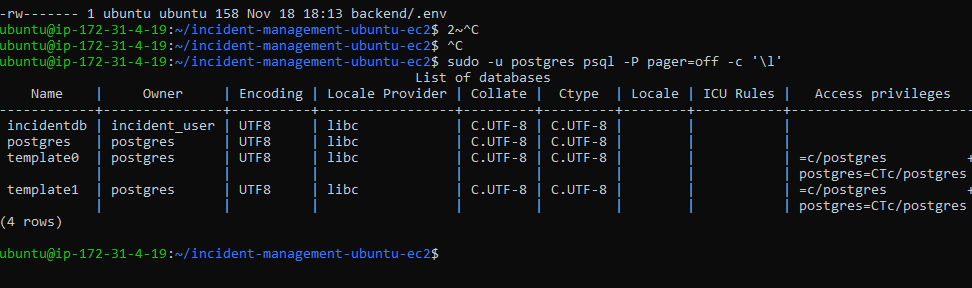 -rw------- 1 ubuntu ubuntu 158 Nov 18 18:13 backend/.env
ubuntu@ip-172-31-4-19:~/incident-management-ubuntu-ec2$ 2~^C
ubuntu@ip-172-31-4-19:~/incident-management-ubuntu-ec2$ ^C
ubuntu@ip-172-31-4-19:~/incident-management-ubuntu-ec2$ sudo -u postgres psql -P pager=off -c '\l'
                                                   List of databases
    Name    |     Owner     | Encoding | Locale Provider | Collate |  Ctype  | Locale | ICU Rules |   Access privileges
------------+---------------+----------+-----------------+---------+---------+--------+-----------+-----------------------
 incidentdb | incident_user | UTF8     | libc            | C.UTF-8 | C.UTF-8 |        |           |
 postgres   | postgres      | UTF8     | libc            | C.UTF-8 | C.UTF-8 |        |           |
 template0  | postgres      | UTF8     | libc            | C.UTF-8 | C.UTF-8 |        |           | =c/postgres          +
            |               |          |                 |         |         |        |           | postgres=CTc/postgres
 template1  | postgres      | UTF8     | libc            | C.UTF-8 | C.UTF-8 |        |           | =c/postgres          +
            |               |          |                 |         |         |        |           | postgres=CTc/postgres
(4 rows)
ubuntu@ip-172-31-4-19:~/incident-management-ubuntu-ec2$